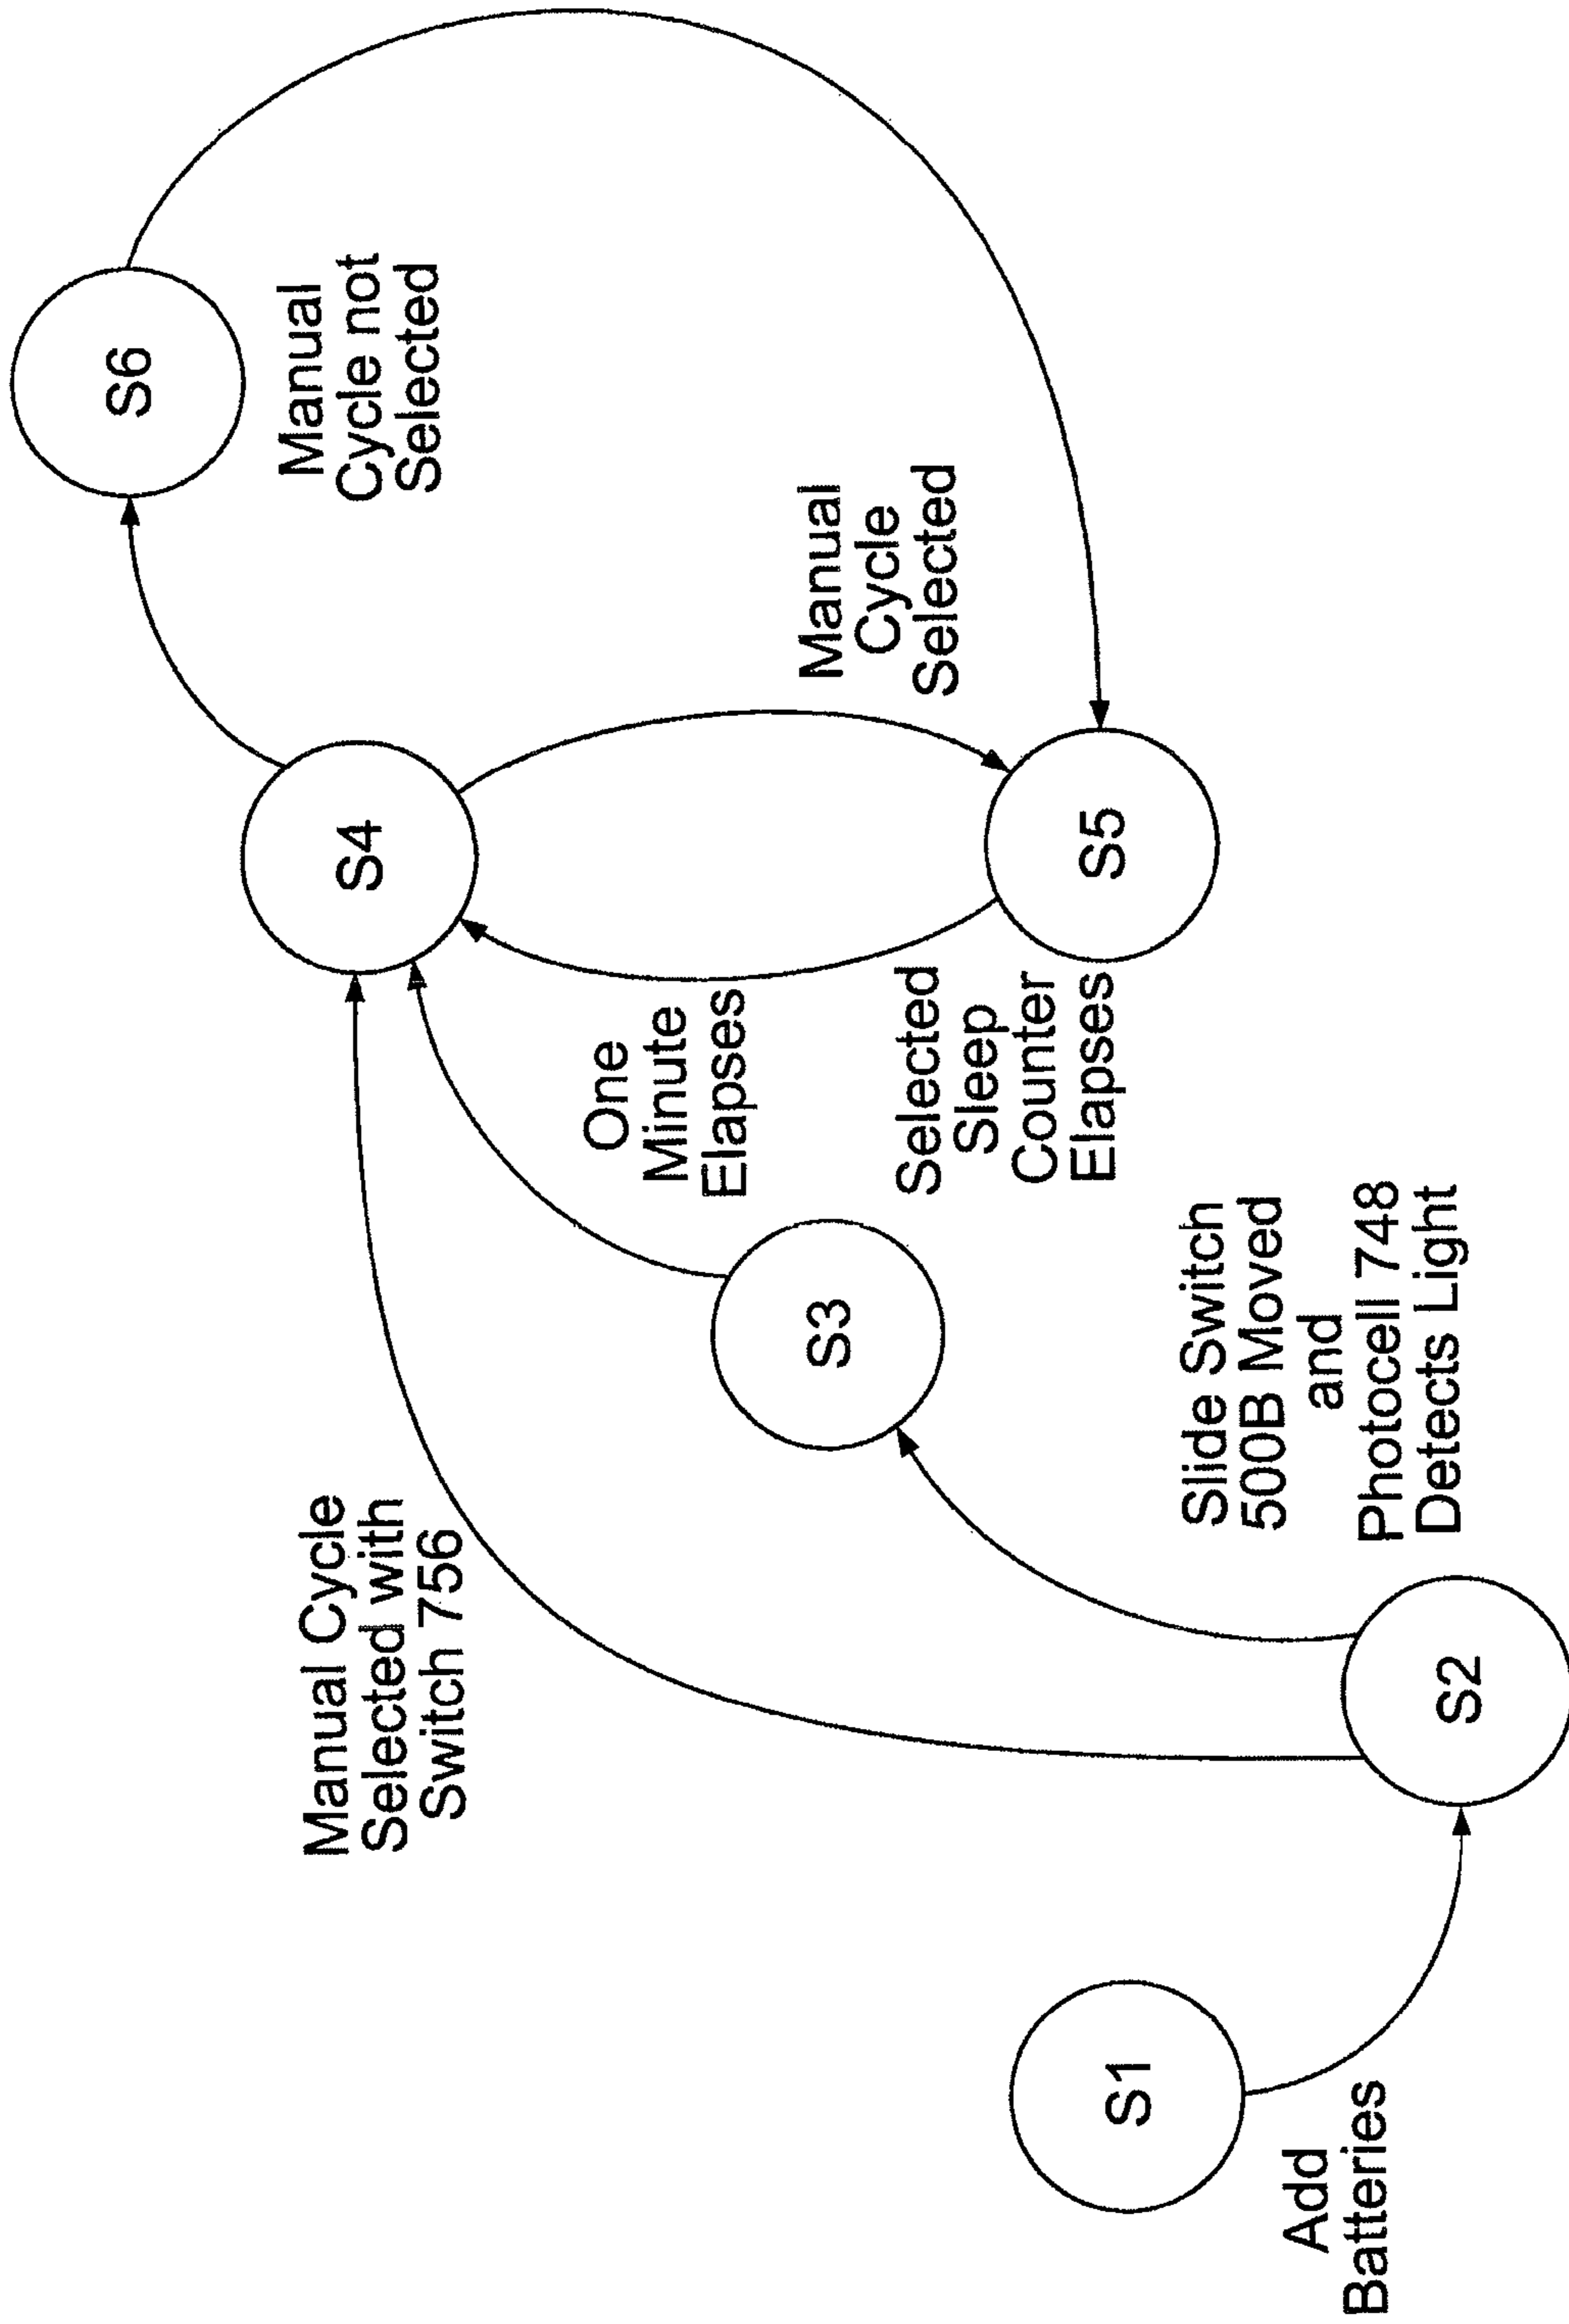 S1
Add
Batteries
S2
Manual Cycle
Selected with
Switch 756
Slide Switch
500B Moved
and
Photocell 748
Detects Light
S3
One
Minute
Elapses
S4
Selected
Sleep
Counter
Elapses
S5
Manual
Cycle
Selected
S6
Manual
Cycle not
Selected